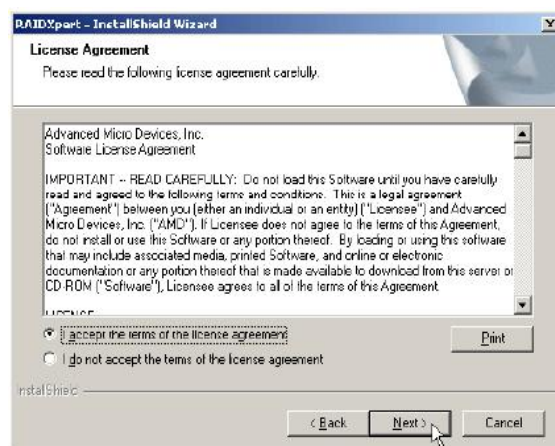 RAIDXpert - InstallShield Wizard
License Agreement
Please read the following license agreement carefully.
Advanced Micro Devices, Inc.
Software License Agreement
IMPORTANT -- READ CAREFULLY: Do not load this Software until you have carefully
read and agreed to the following terms and conditions. This is a legal agreement
("Agreement") between you (either an individual or an entity) ("Licensee") and Advanced
Micro Devices, Inc. ("AMD"). If Licensee does not agree to the terms of this Agreement,
do not install or use this Software or any portion thereof. By loading or using this software
that may include associated media, printed Software, and online or electronic
documentation or any portion thereof that is made available to download from this server or
CD-ROM ("Software"), Licensee agrees to all of the terms of this Agreement
LICENSE
I accept the terms of the license agreement
Print
I do not accept the terms of the license agreement
InstallShield
< Back
Next >
Cancel